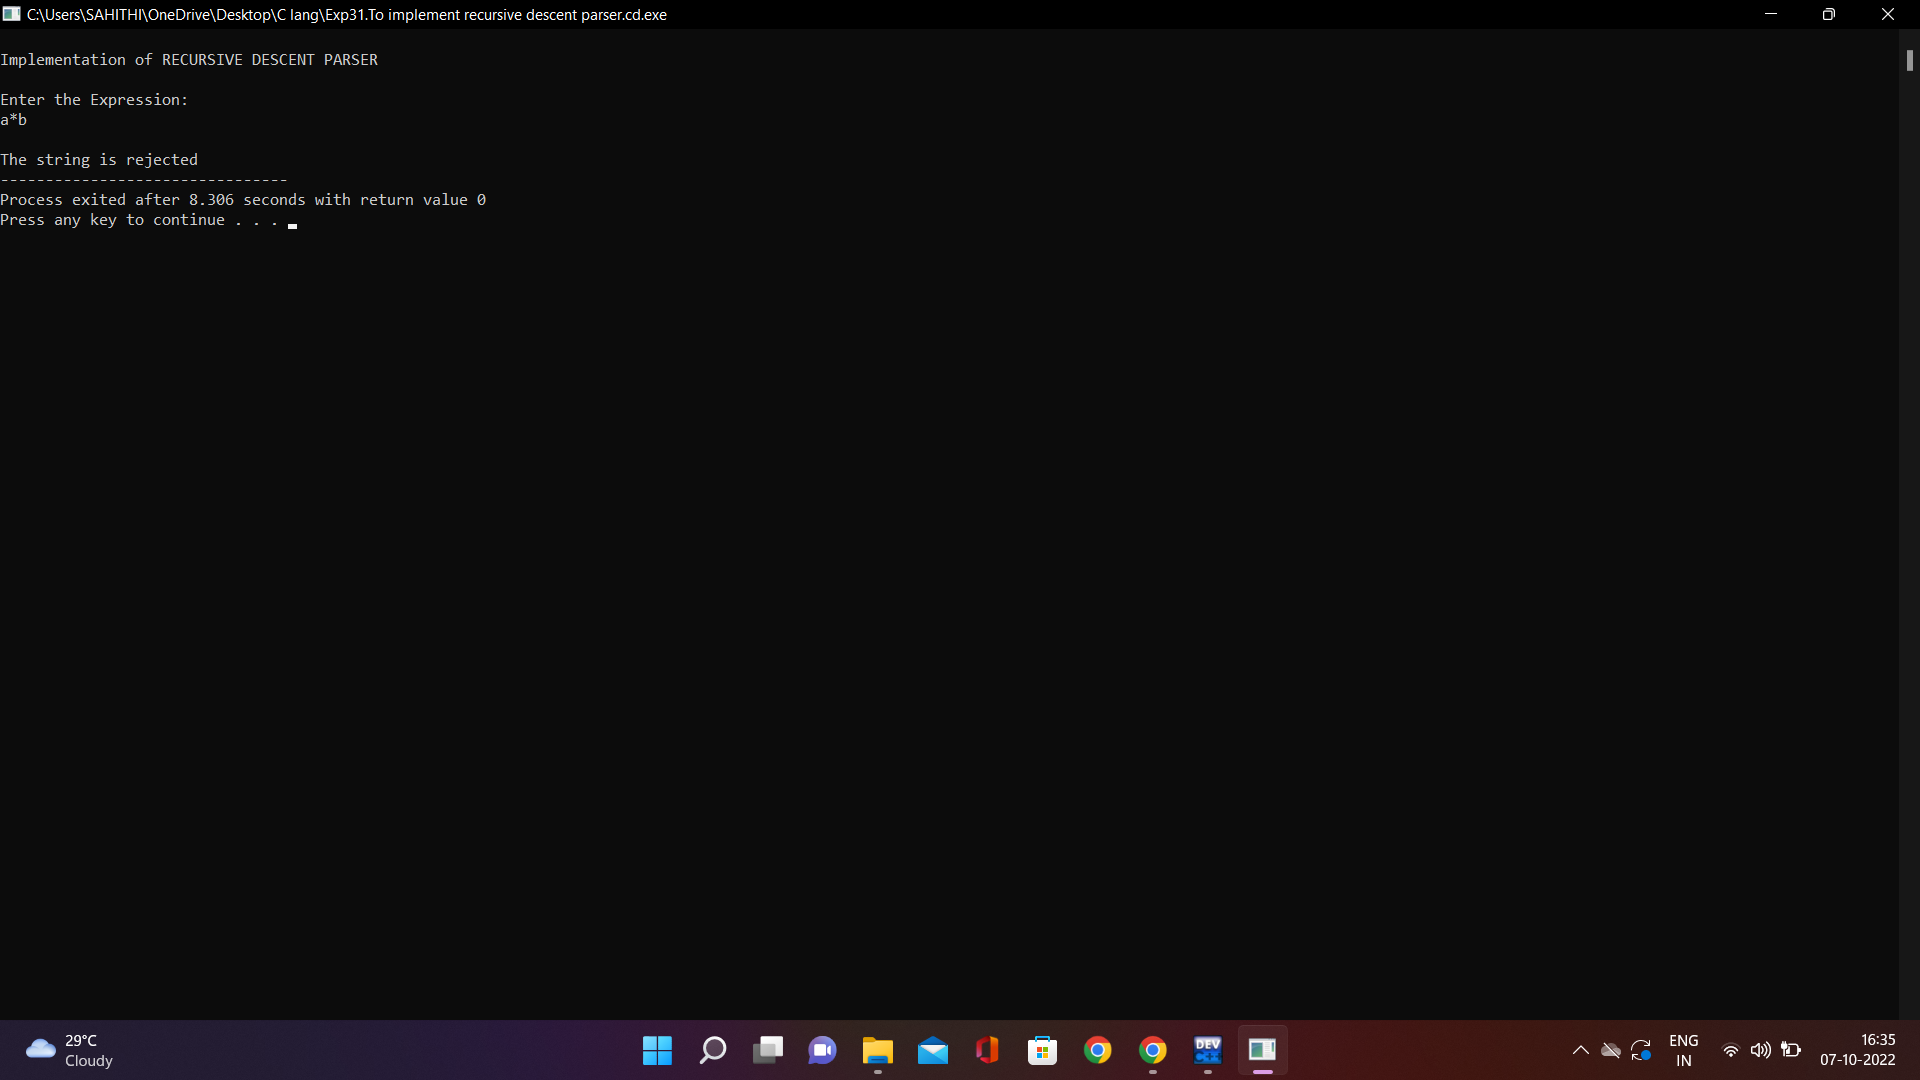 C:\Users\SAHITHI\OneDrive\Desktop\C lang\Exp31.To implement recursive descent parser.cd.exe
Implementation of RECURSIVE DESCENT PARSER
Enter the Expression:
a*b
The string is rejected
--------------------------------
Process exited after 8.306 seconds with return value 0
Press any key to continue . . .
29°C
Cloudy
DEV
C++
ENG
IN
16:35
07-10-2022